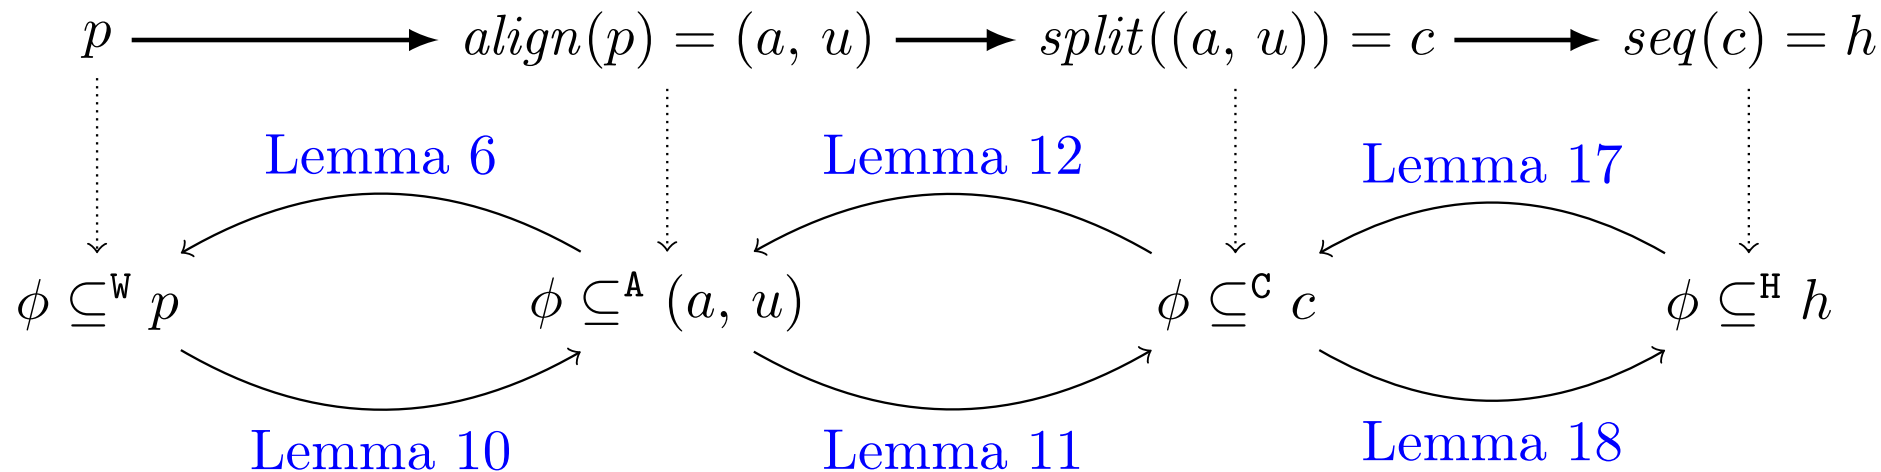 p align(p) = (a, u) split((a, u)) = c seq(c) = h
Lemma 6 Lemma 12 Lemma 17
ϕ ⊆ᵂ p ϕ ⊆ᴬ (a, u) ϕ ⊆ᶜ c ϕ ⊆ᴴ h
Lemma 10 Lemma 11 Lemma 18